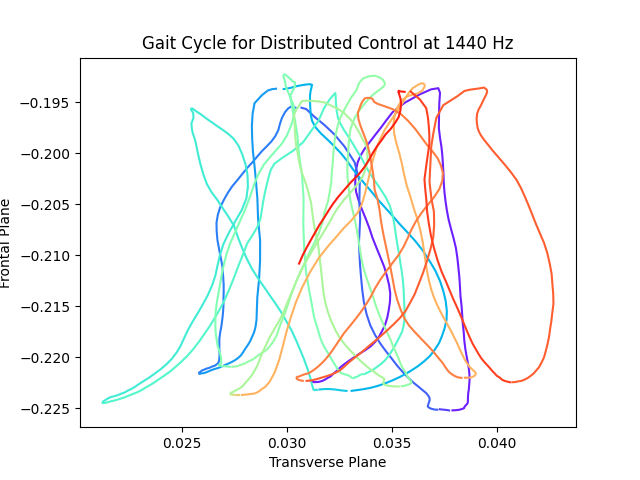 Gait Cycle for Distributed Control at 1440 Hz
Frontal Plane
−0.195
−0.200
−0.205
−0.210
−0.215
−0.220
−0.225
0.025 0.030 0.035 0.040
Transverse Plane